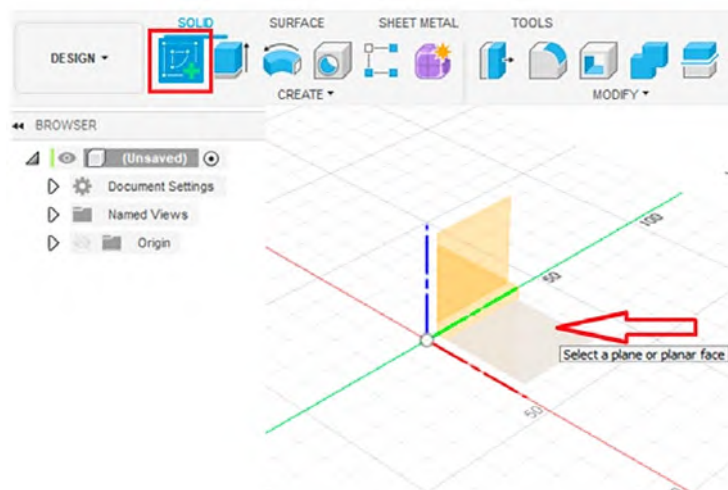 SOLID SURFACE SHEET METAL TOOLS
DESIGN ▾
CREATE ▾ MODIFY ▾
BROWSER
(Unsaved)
Document Settings
Named Views
Origin
100
50
Select a plane or planar face
50